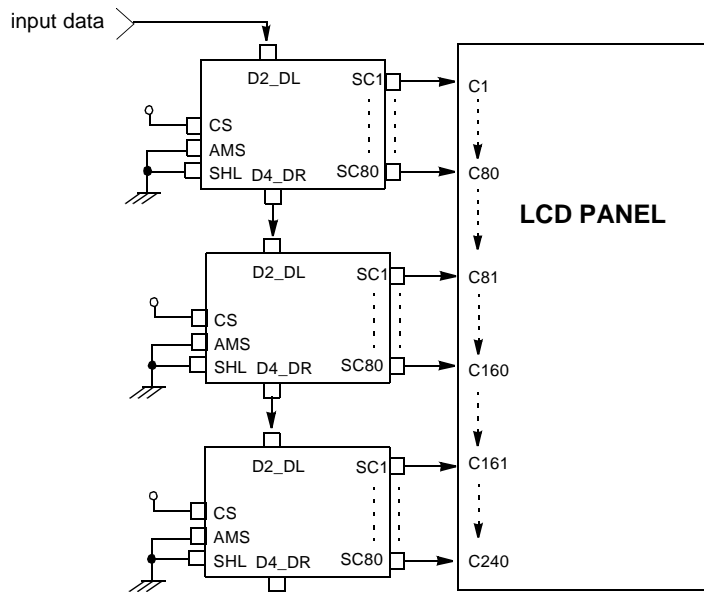 input data
D2_DL
SC1
CS
AMS
SHL
D4_DR
SC80
D2_DL
SC1
CS
AMS
SHL
D4_DR
SC80
D2_DL
SC1
CS
AMS
SHL
D4_DR
SC80
C1
C80
LCD PANEL
C81
C160
C161
C240